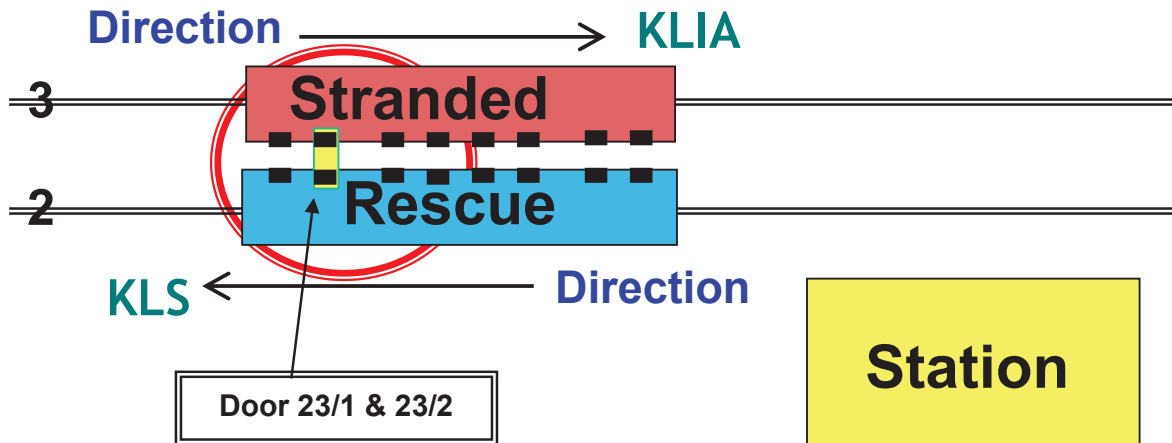 Direction KLIA
3 Stranded
2 Rescue
KLS Direction
Station
Door 23/1 & 23/2